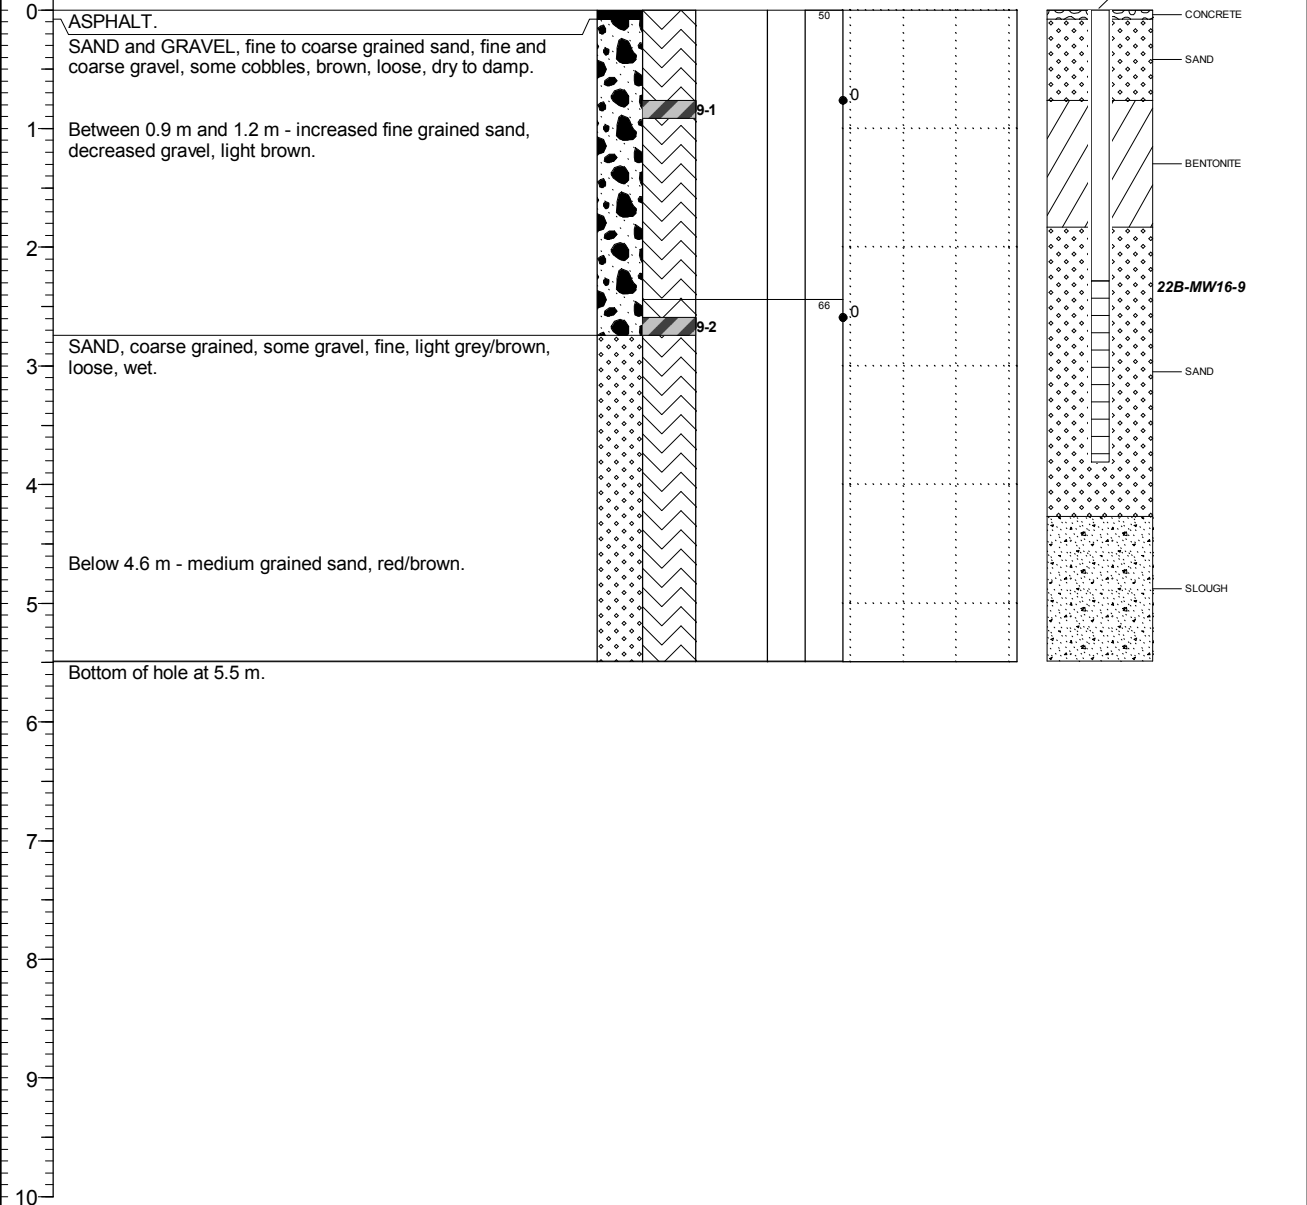 0
ASPHALT.
50
CONCRETE
SAND and GRAVEL, fine to coarse grained sand, fine and
coarse gravel, some cobbles, brown, loose, dry to damp.
SAND
0
9-1
1
Between 0.9 m and 1.2 m - increased fine grained sand,
decreased gravel, light brown.
BENTONITE
2
22B-MW16-9
66
0
9-2
SAND, coarse grained, some gravel, fine, light grey/brown,
loose, wet.
3
SAND
4
Below 4.6 m - medium grained sand, red/brown.
SLOUGH
5
Bottom of hole at 5.5 m.
6
7
8
9
10